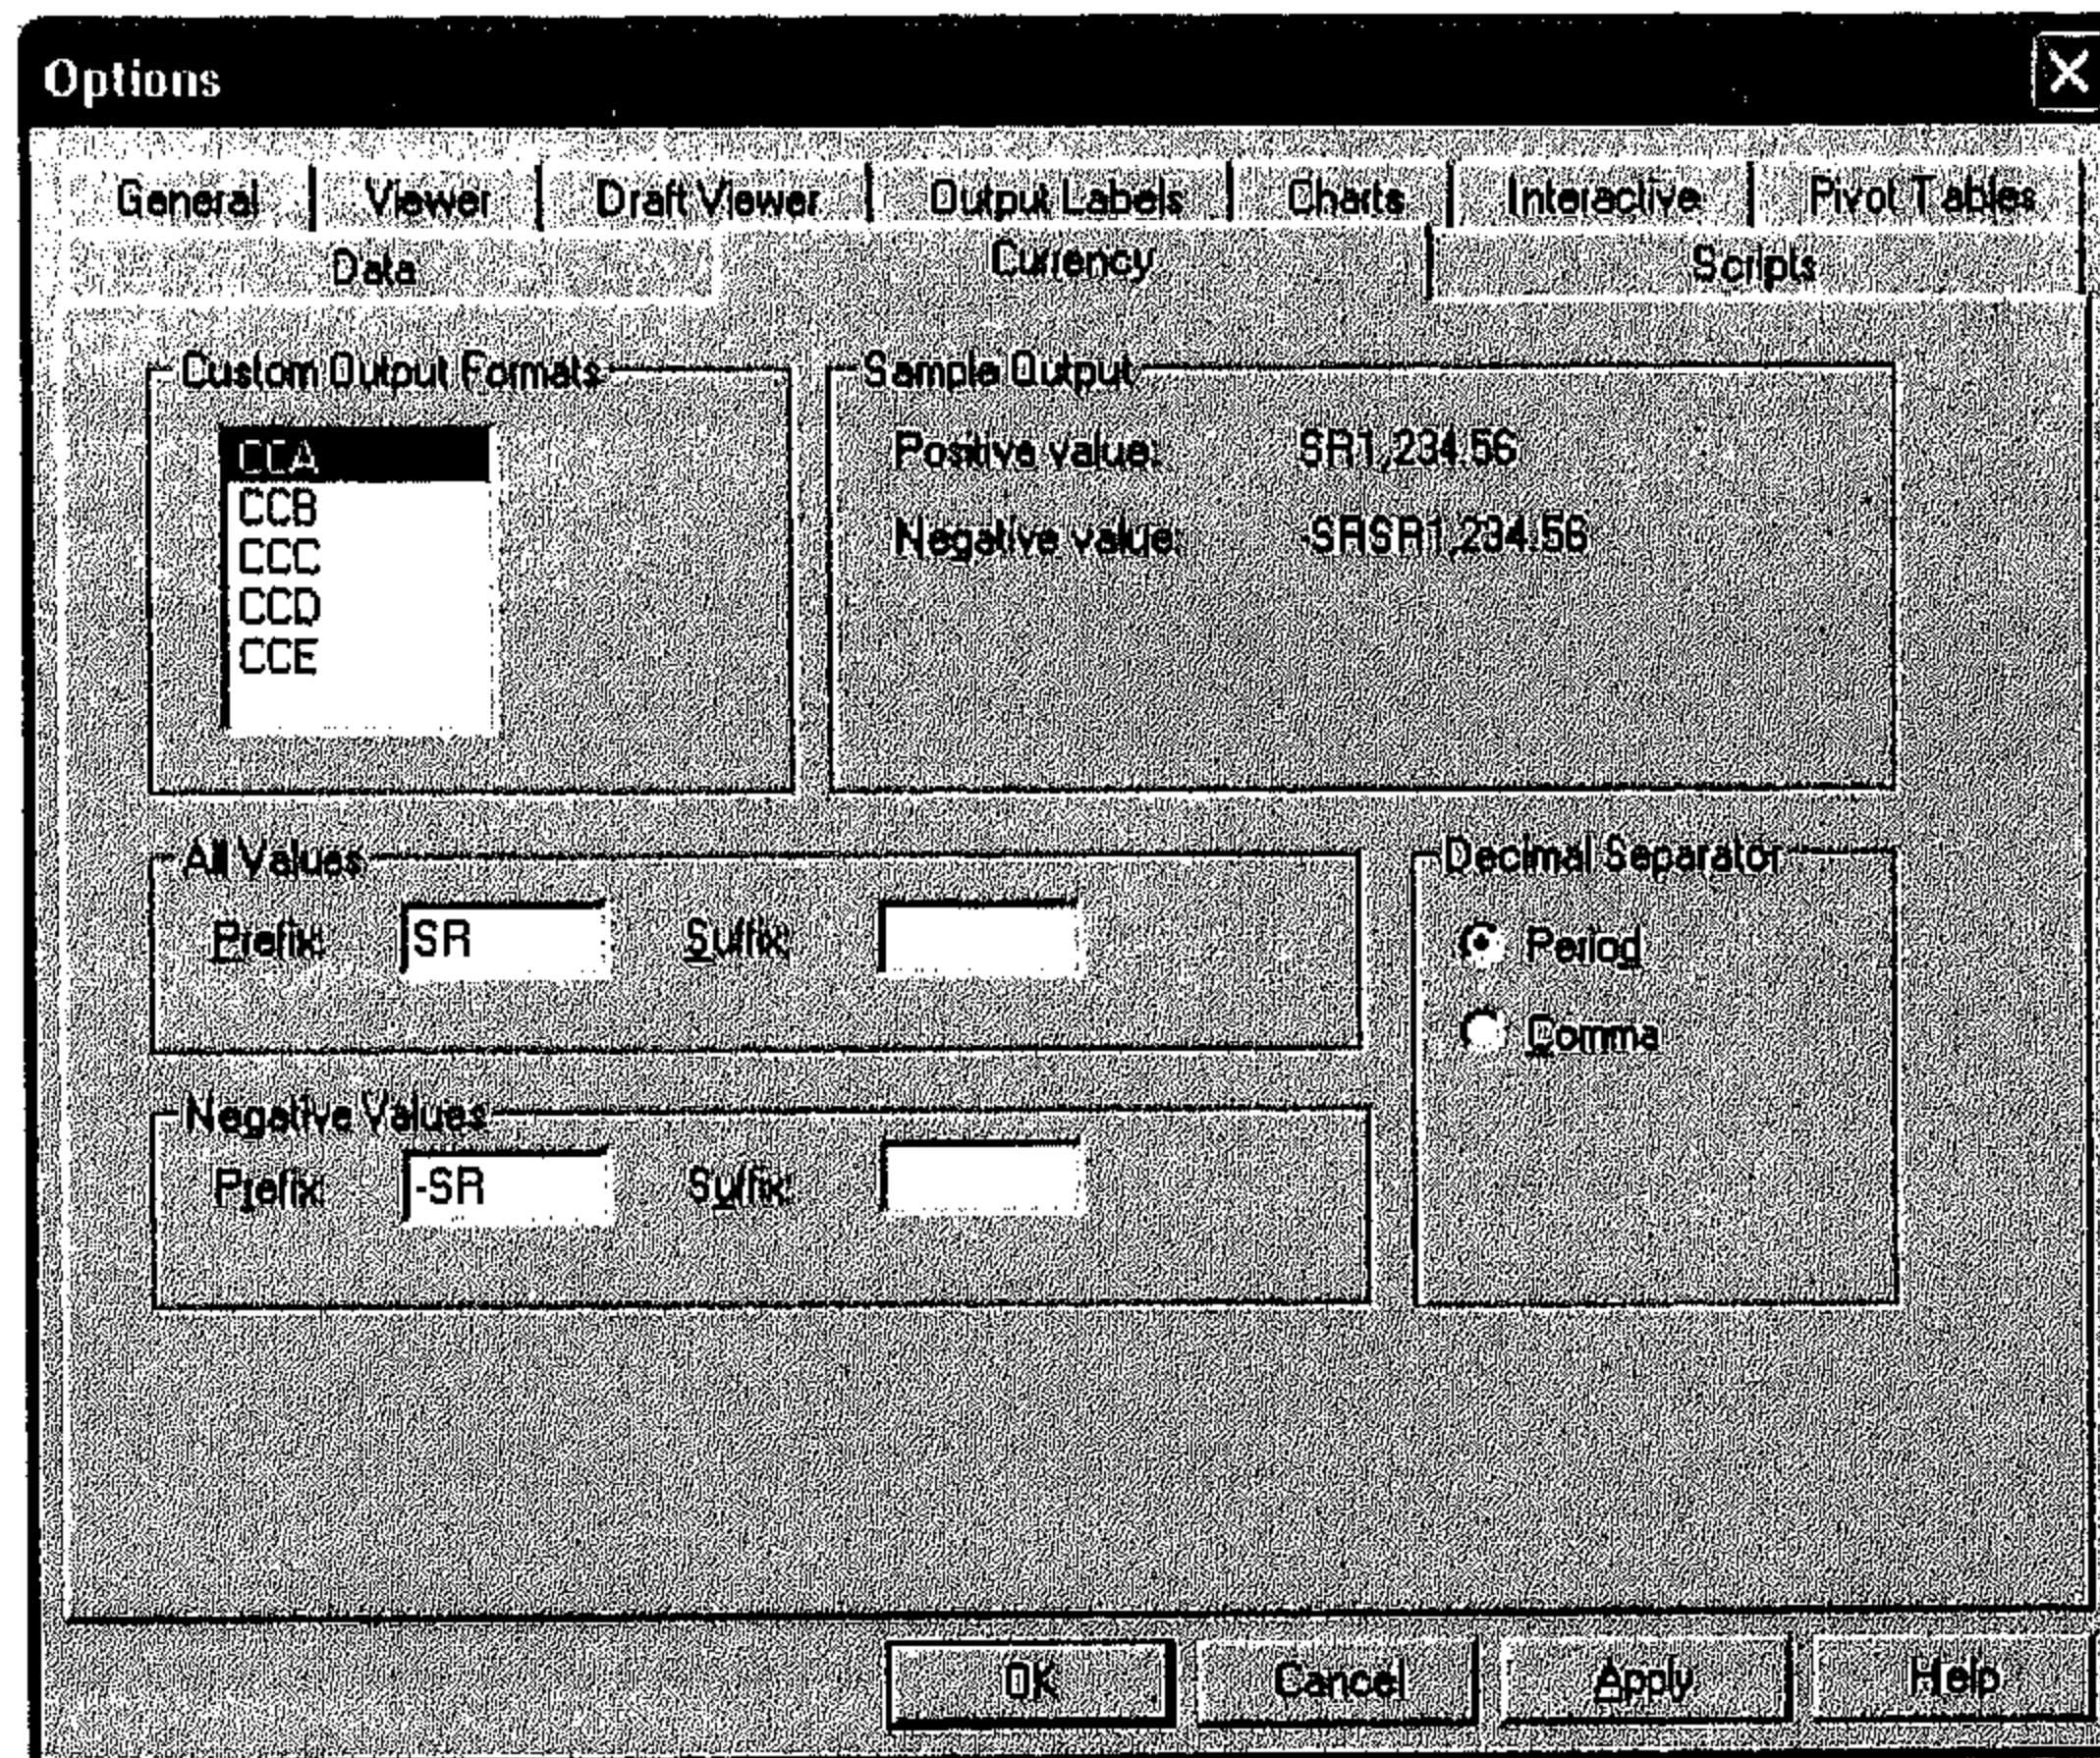 Options
General Viewer Draft Viewer Output Labels Charts Interactive Pivot Tables
Data Currency Scripts
Custom Output Formats
CCA
CCB
CCC
CCD
CCE
Sample Output
Positive value: SR1,234.56
Negative value: -SRSR1,234.56
All Values
Prefix: SR Suffix:
Decimal Separator
Period
Comma
Negative Values
Prefix: -SR Suffix:
OK Cancel Apply Help